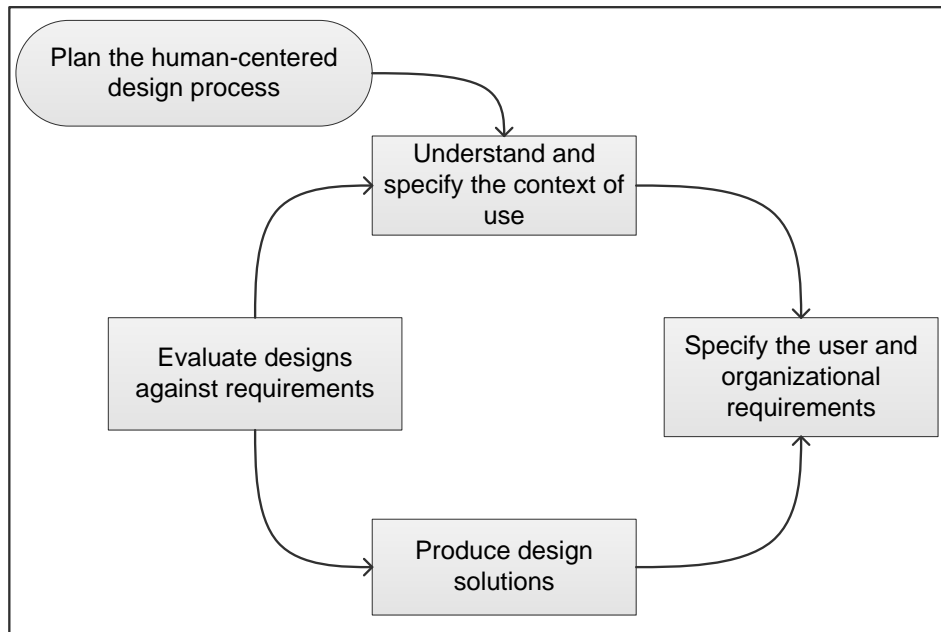 Plan the human-centered
design process
Understand and
specify the context of
use
Evaluate designs
against requirements
Specify the user and
organizational
requirements
Produce design
solutions